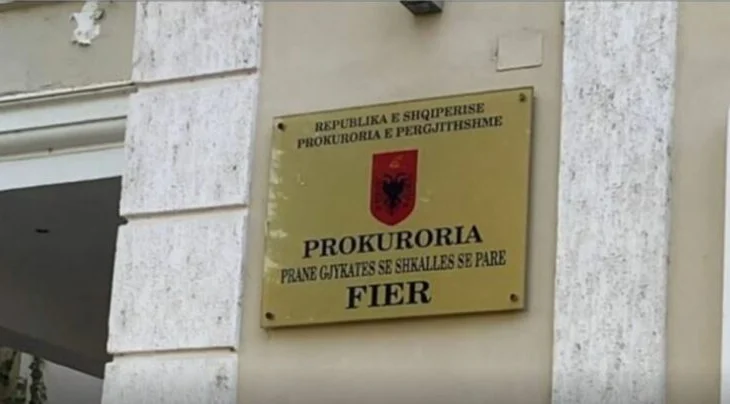 REPUBLIKA E SHQIPERISE
PROKURORIA E PERGJITHSHME
PROKURORIA
PRANE GJYKATES SE SHKALLES SE PARE
FIER